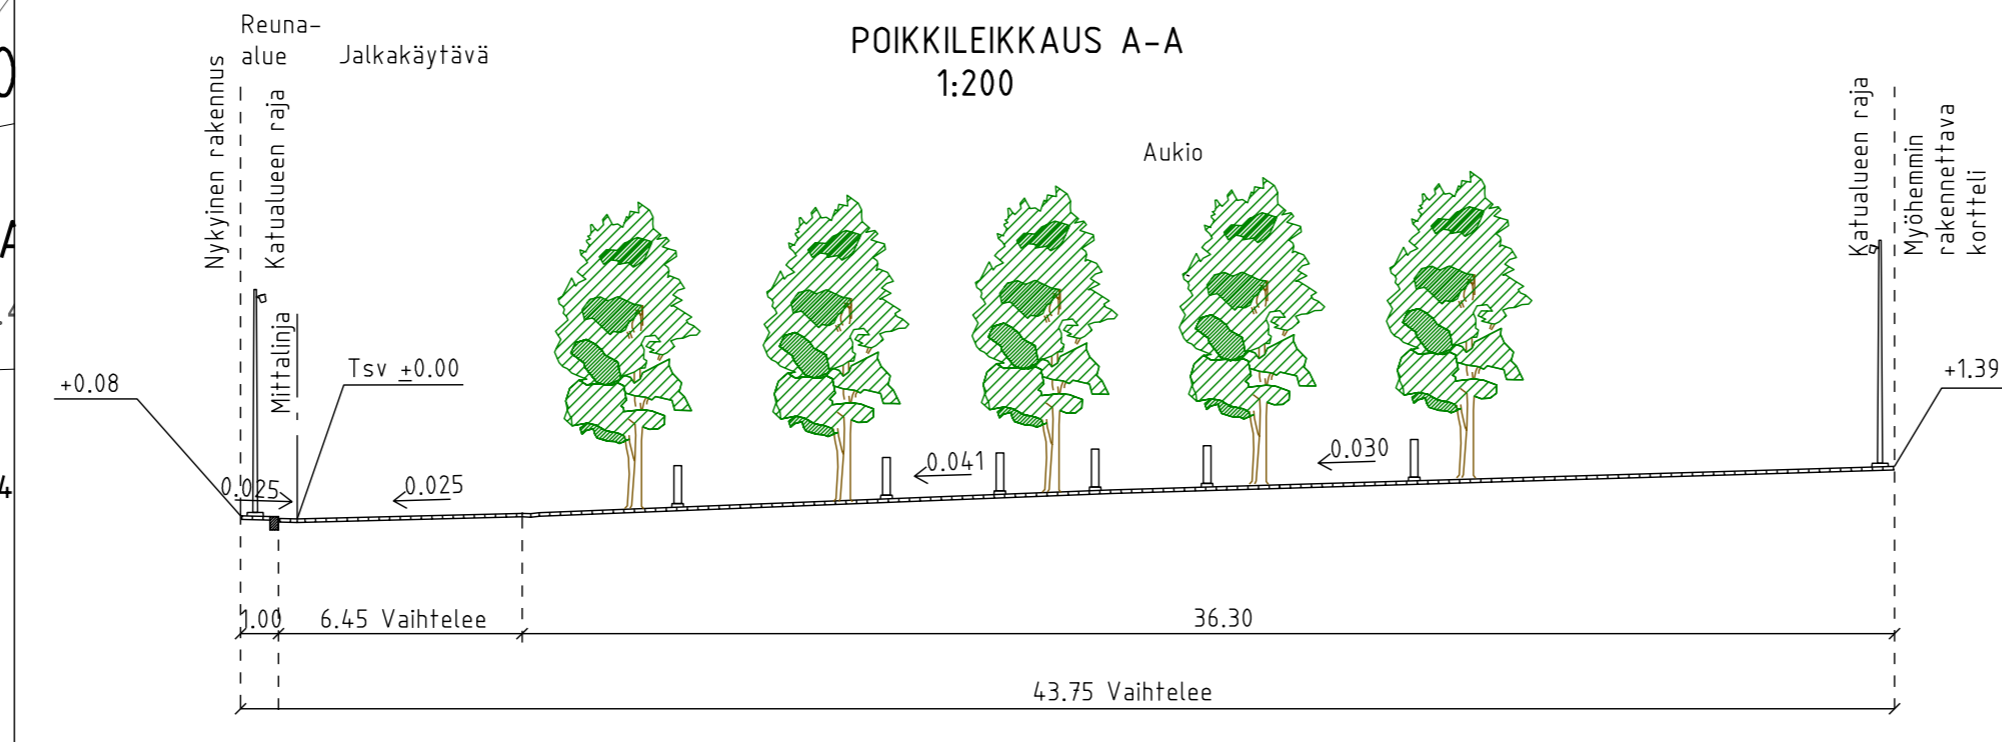 POIKKILEIKKAUS A-A
1:200
Reuna-
alue
Jalkakäytävä
Aukio
Nykyinen rakennus
Katualueen raja
Mittalinja
Katualueen raja
Myöhemmin
rakennettava
kortteli
+0.08
Tsv ±0.00
+1.39
0.025
0.025
0.041
0.030
1.00
6.45 Vaihtelee
36.30
43.75 Vaihtelee